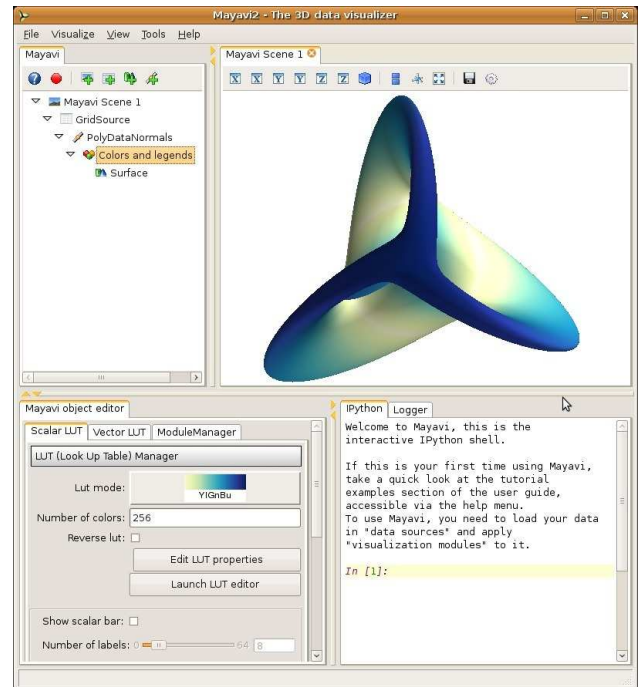 Mayavi2 - The 3D data visualizer
File Visualize View Tools Help
Mayavi
Mayavi Scene 1
X X Y Y Z Z
Mayavi Scene 1
GridSource
PolyDataNormals
Colors and legends
Surface
Mayavi object editor
Scalar LUT Vector LUT ModuleManager
LUT (Look Up Table) Manager
Lut mode:
YlGnBu
Number of colors: 256
Reverse lut:
Edit LUT properties
Launch LUT editor
Show scalar bar:
Number of labels: 0 64 8
IPython Logger
Welcome to Mayavi, this is the
interactive IPython shell.
If this is your first time using Mayavi,
take a quick look at the tutorial
examples section of the user guide,
accessible via the help menu.
To use Mayavi, you need to load your data
in "data sources" and apply
"visualization modules" to it.
In [1]: